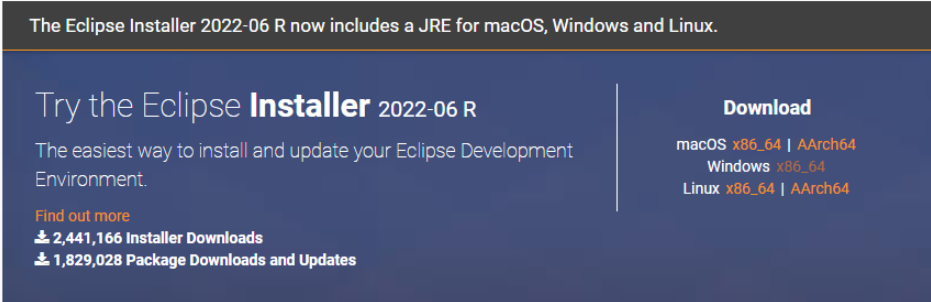 The Eclipse Installer 2022-06 R now includes a JRE for macOS, Windows and Linux.
Try the Eclipse Installer 2022-06 R
The easiest way to install and update your Eclipse Development
Environment.
Find out more
2,441,166 Installer Downloads
1,829,028 Package Downloads and Updates
Download
macOS x86_64 | AArch64
Windows x86_64
Linux x86_64 | AArch64